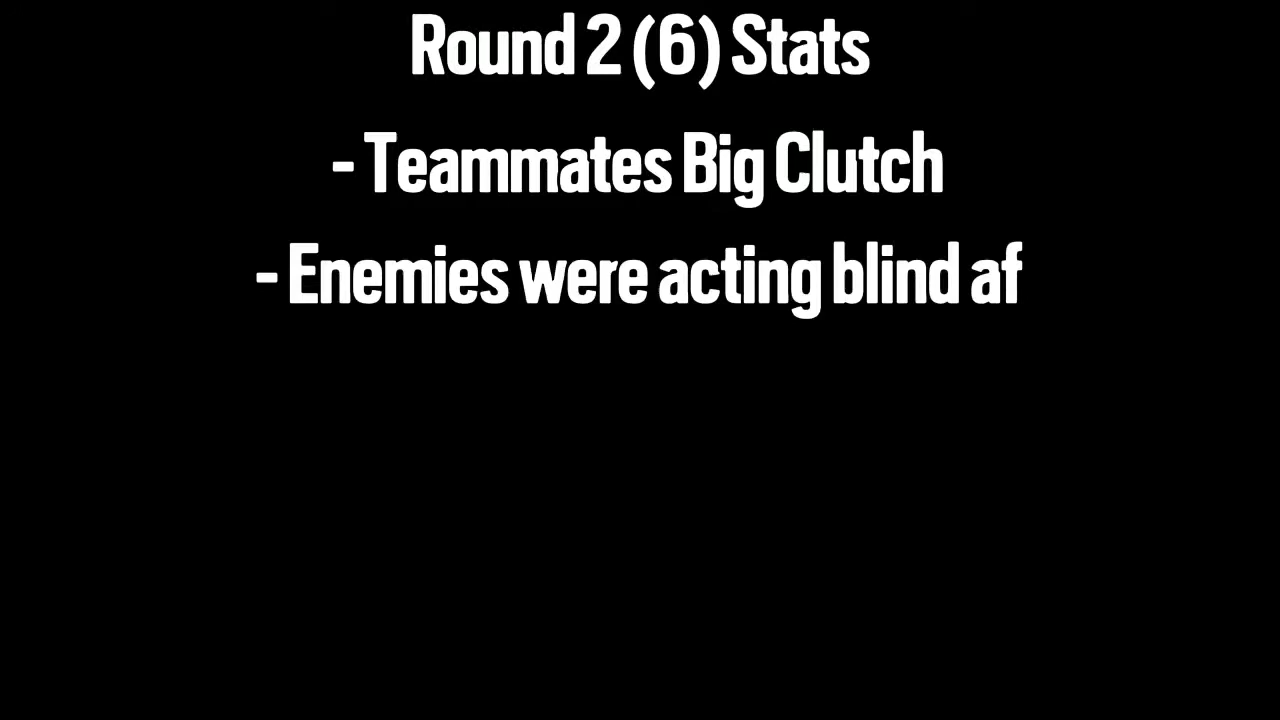 Round 2 (6) Stats
- Teammates Big Clutch
- Enemies were acting blind af